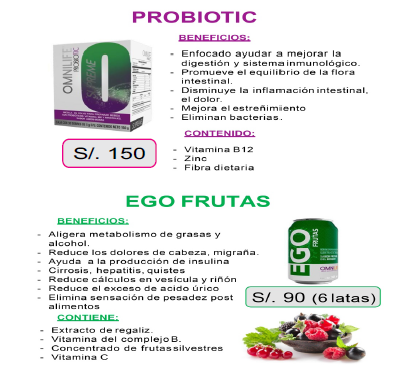 PROBIOTIC
BENEFICIOS:
- Enfocado ayudar a mejorar la
digestión y sistema inmunológico.
- Promueve el equilibrio de la flora
intestinal.
- Disminuye la inflamación intestinal,
el dolor.
- Mejora el estreñimiento
- Eliminan bacterias.
OMNILIFE
PROBIOTIC
SUPREME
S/. 150
CONTENIDO:
- Vitamina B12
- Zinc
- Fibra dietaria
EGO FRUTAS
BENEFICIOS:
- Aligera metabolismo de grasas y
alcohol.
- Reduce los dolores de cabeza, migraña.
- Ayuda a la producción de insulina
- Cirrosis, hepatitis, quistes
- Reduce cálculos en vesícula y riñón
- Reduce el exceso de acido úrico
- Elimina sensación de pesadez post
alimentos
EGO
FRUTAS
S/. 90 (6 latas)
CONTIENE:
- Extracto de regaliz.
- Vitamina del complejo B.
- Concentrado de frutas silvestres
- Vitamina C